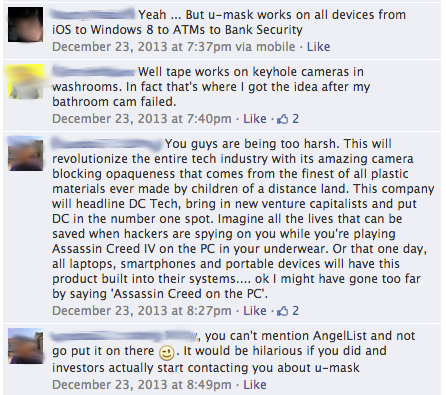 Yeah ... But u-mask works on all devices from
iOS to Windows 8 to ATMs to Bank Security
December 23, 2013 at 7:37pm via mobile · Like
Well tape works on keyhole cameras in
washrooms. In fact that's where I got the idea after my
bathroom cam failed.
December 23, 2013 at 7:40pm · Like · 2
You guys are being too harsh. This will
revolutionize the entire tech industry with its amazing camera
blocking opaqueness that comes from the finest of all plastic
materials ever made by children of a distance land. This company
will headline DC Tech, bring in new venture capitalists and put
DC in the number one spot. Imagine all the lives that can be
saved when hackers are spying on you while you're playing
Assassin Creed IV on the PC in your underwear. Or that one day,
all laptops, smartphones and portable devices will have this
product built into their systems.... ok I might have gone too far
by saying 'Assassin Creed on the PC'.
December 23, 2013 at 8:27pm · Like · 2
, you can't mention AngelList and not
go put it on there . It would be hilarious if you did and
investors actually start contacting you about u-mask
December 23, 2013 at 8:49pm · Like